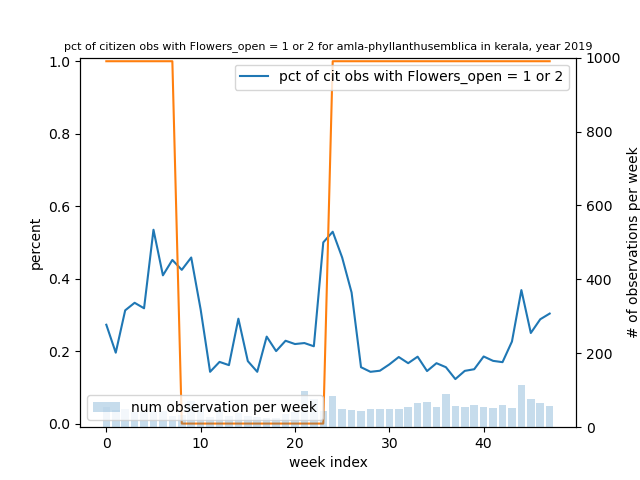 pct of citizen obs with Flowers_open = 1 or 2 for amla-phyllanthusemblica in kerala, year 2019
pct of cit obs with Flowers_open = 1 or 2
1.0
0.8
0.6
0.4
0.2
0.0
percent
1000
800
600
400
200
0
# of observations per week
num observation per week
0
10
20
30
40
week index